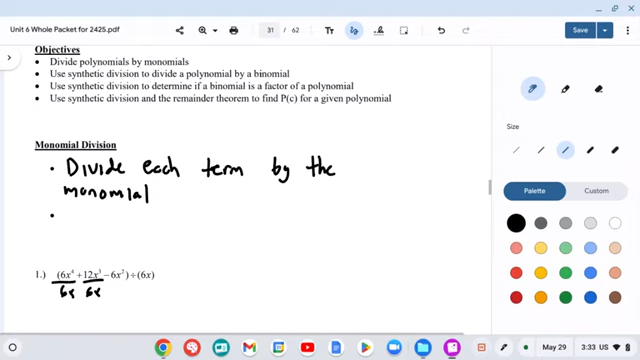 Unit 6 Whole Packet for 2425.pdf
31 / 62
Save
Objectives
• Divide polynomials by monomials
• Use synthetic division to divide a polynomial by a binomial
• Use synthetic division to determine if a binomial is a factor of a polynomial
• Use synthetic division and the remainder theorem to find P(c) for a given polynomial
Monomial Division
• Divide each term by the
monomial
•
1.) (6x⁴ + 12x³ − 6x²) ÷ (6x)
6x 6x
Size
Palette
Custom
May 29
3:33 CA US